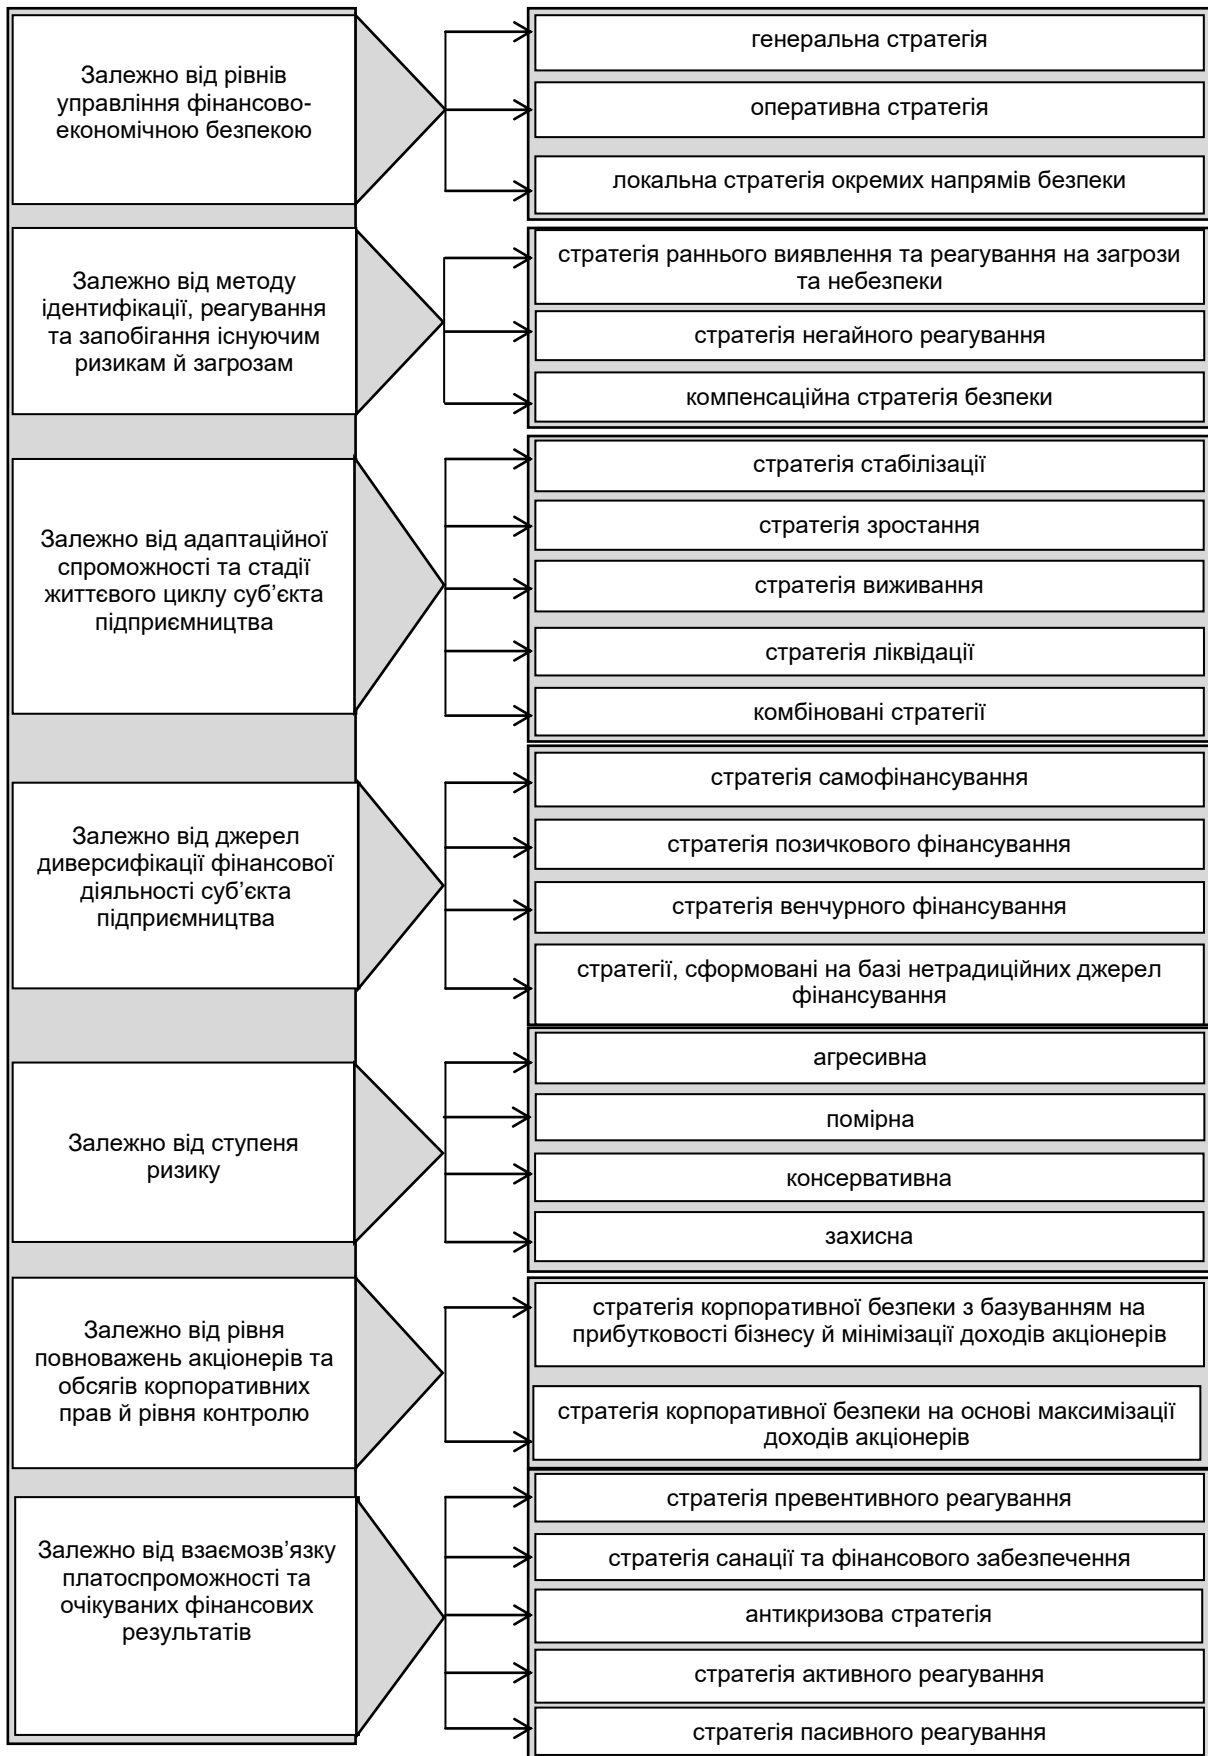 Залежно від рівнів
управління фінансово-
економічною безпекою
генеральна стратегія
оперативна стратегія
локальна стратегія окремих напрямів безпеки
Залежно від методу
ідентифікації, реагування
та запобігання існуючим
ризикам й загрозам
стратегія раннього виявлення та реагування на загрози
та небезпеки
стратегія негайного реагування
компенсаційна стратегія безпеки
Залежно від адаптаційної
спроможності та стадії
життєвого циклу суб’єкта
підприємництва
стратегія стабілізації
стратегія зростання
стратегія виживання
стратегія ліквідації
комбіновані стратегії
Залежно від джерел
диверсифікації фінансової
діяльності суб’єкта
підприємництва
стратегія самофінансування
стратегія позичкового фінансування
стратегія венчурного фінансування
стратегії, сформовані на базі нетрадиційних джерел
фінансування
Залежно від ступеня
ризику
агресивна
помірна
консервативна
захисна
Залежно від рівня
повноважень акціонерів та
обсягів корпоративних
прав й рівня контролю
стратегія корпоративної безпеки з базуванням на
прибутковості бізнесу й мінімізації доходів акціонерів
стратегія корпоративної безпеки на основі максимізації
доходів акціонерів
Залежно від взаємозв'язку
платоспроможності та
очікуваних фінансових
результатів
стратегія превентивного реагування
стратегія санації та фінансового забезпечення
антикризова стратегія
стратегія активного реагування
стратегія пасивного реагування